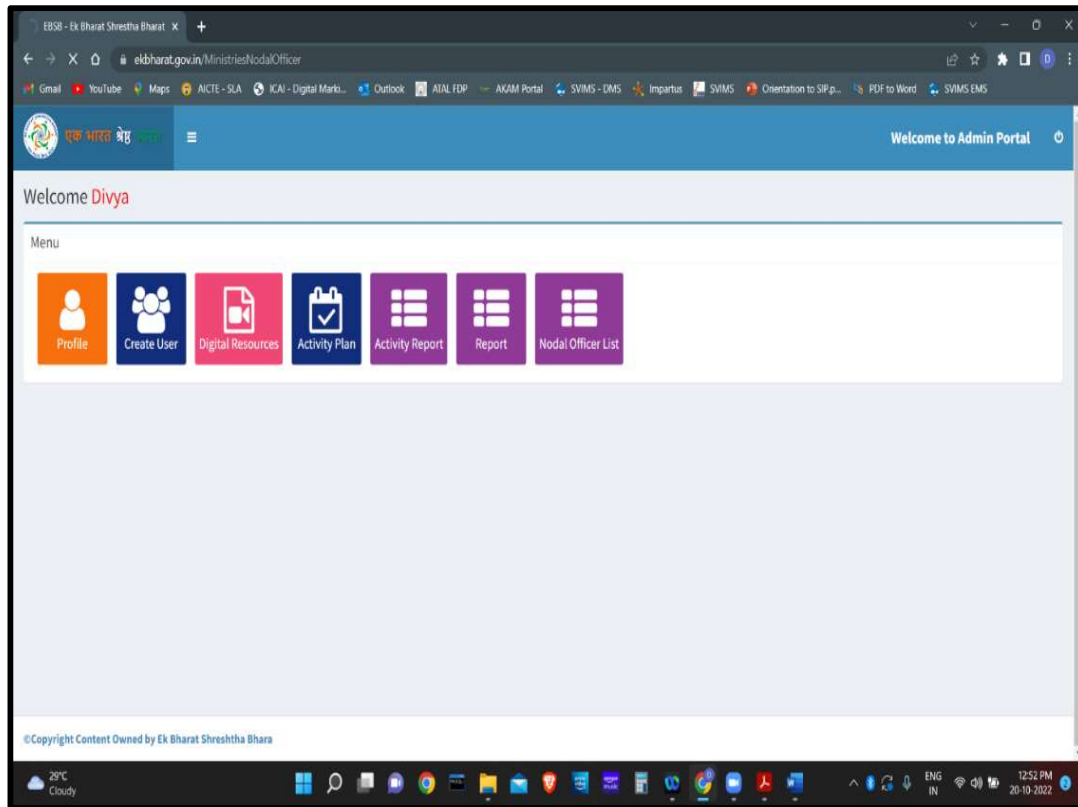 EBSB - Ek Bharat Shrestha Bharat
ekbharat.gov.in/MinistriesNodalOfficer
Gmail YouTube Maps AICTE - SLA ICAI - Digital Marki... Outlook ATAL FDP AKAM Portal SVIMS - DMS Impartus SVIMS Orientation to SIP.p... PDF to Word SVIMS EMS
एक भारत श्रेष्ठ भारत
Welcome to Admin Portal
Welcome Divya
Menu
Profile Create User Digital Resources Activity Plan Activity Report Report Nodal Officer List
©Copyright Content Owned by Ek Bharat Shreshtha Bhara
29°C
Cloudy
ENG
IN
12:52 PM
20-10-2022